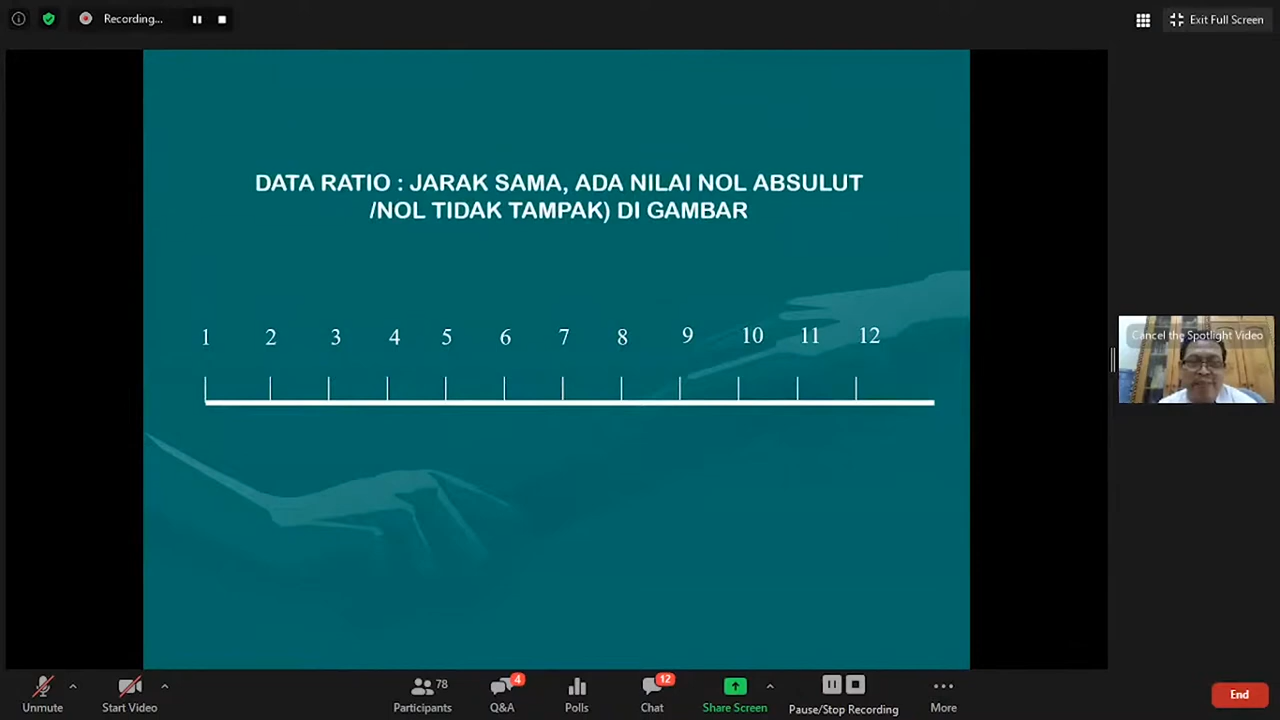 Recording...
Exit Full Screen
DATA RATIO : JARAK SAMA, ADA NILAI NOL ABSULUT
/NOL TIDAK TAMPAK) DI GAMBAR
1 2 3 4 5 6 7 8 9 10 11 12
Cancel the Spotlight Video
78 4 12
Unmute Start Video Participants Q&A Polls Chat Share Screen Pause/Stop Recording More End